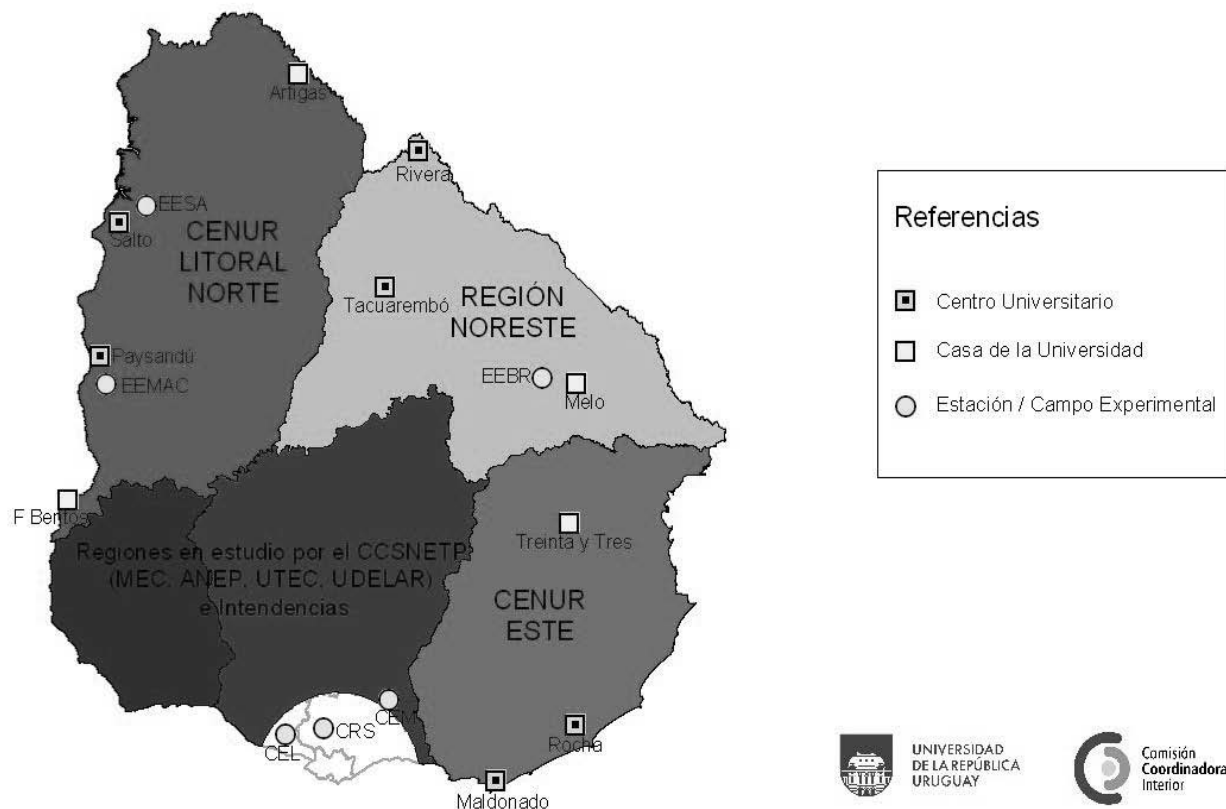 Artigas
Rivera
EESA
Salto
CENUR
LITORAL
NORTE
Tacuarembó
REGIÓN
NORESTE
Paysandú
EEMAC
EEBR
Melo
F Bentos
Treinta y Tres
Regiones en estudio por el CCSNETP
(MEC, ANEP, UTEC, UDELAR)
e Intendencias
CENUR
ESTE
CEM
CRS
CEL
Rocha
Maldonado
Referencias
Centro Universitario
Casa de la Universidad
Estación / Campo Experimental
UNIVERSIDAD
DE LA REPÚBLICA
URUGUAY
Comisión
Coordinadora
Interior